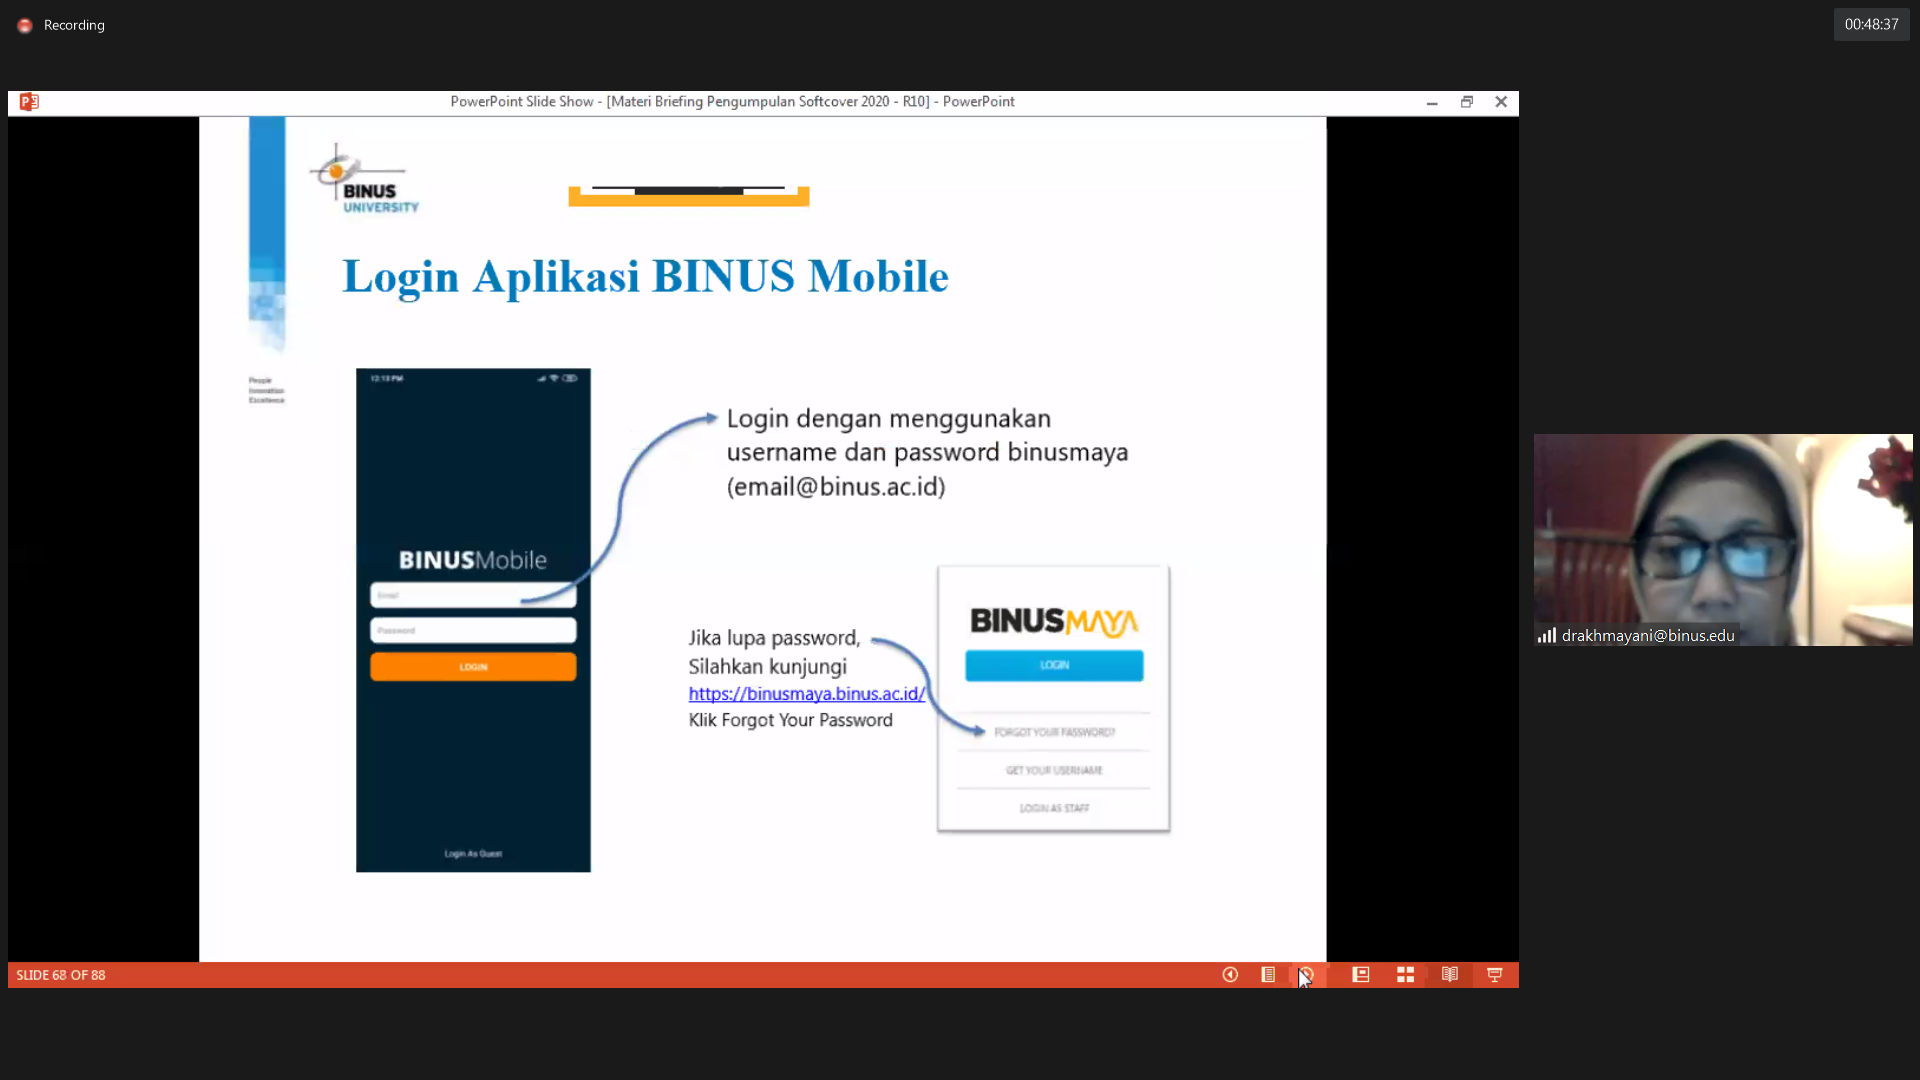 Recording
00:48:37
PowerPoint Slide Show - [Materi Briefing Pengumpulan Softcover 2020 - R10] - PowerPoint
BINUS
UNIVERSITY
Login Aplikasi BINUS Mobile
People
Innovation
Excellence
12:13 PM
Login dengan menggunakan
username dan password binusmaya
(email@binus.ac.id)
BINUSMobile
Email
Password
LOGIN
Login As Guest
Jika lupa password,
Silahkan kunjungi
https://binusmaya.binus.ac.id/
Klik Forgot Your Password
BINUSMAYA
LOGIN
FORGOT YOUR PASSWORD?
GET YOUR USERNAME
LOGIN AS STAFF
drakhmayani@binus.edu
SLIDE 68 OF 88